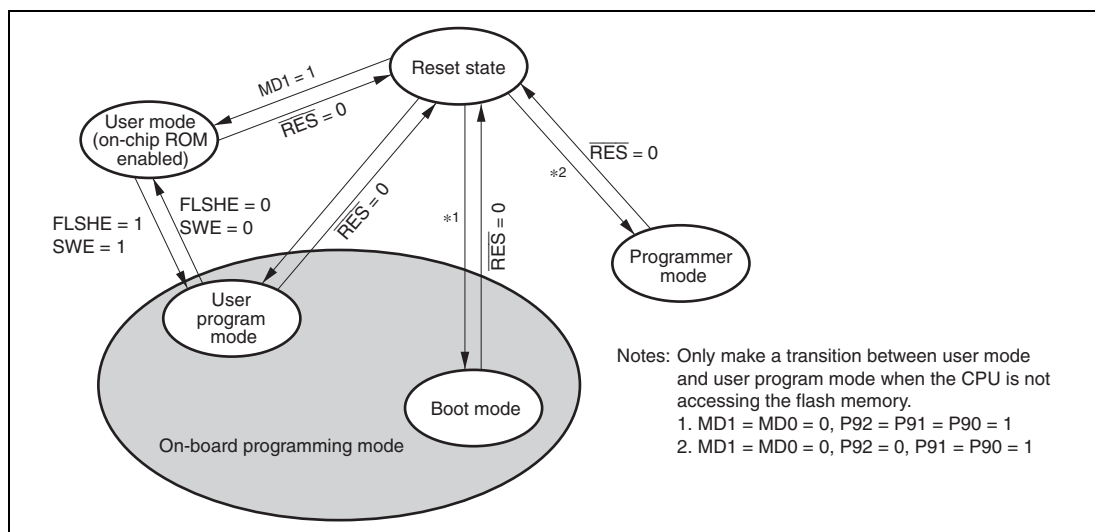 Reset state
MD1 = 1
RES = 0
User mode
(on-chip ROM
enabled)
FLSHE = 0
SWE = 0
FLSHE = 1
SWE = 1
RES = 0
*1
RES = 0
*2
RES = 0
Programmer
mode
User
program
mode
Boot mode
On-board programming mode
Notes: Only make a transition between user mode
and user program mode when the CPU is not
accessing the flash memory.
1. MD1 = MD0 = 0, P92 = P91 = P90 = 1
2. MD1 = MD0 = 0, P92 = 0, P91 = P90 = 1